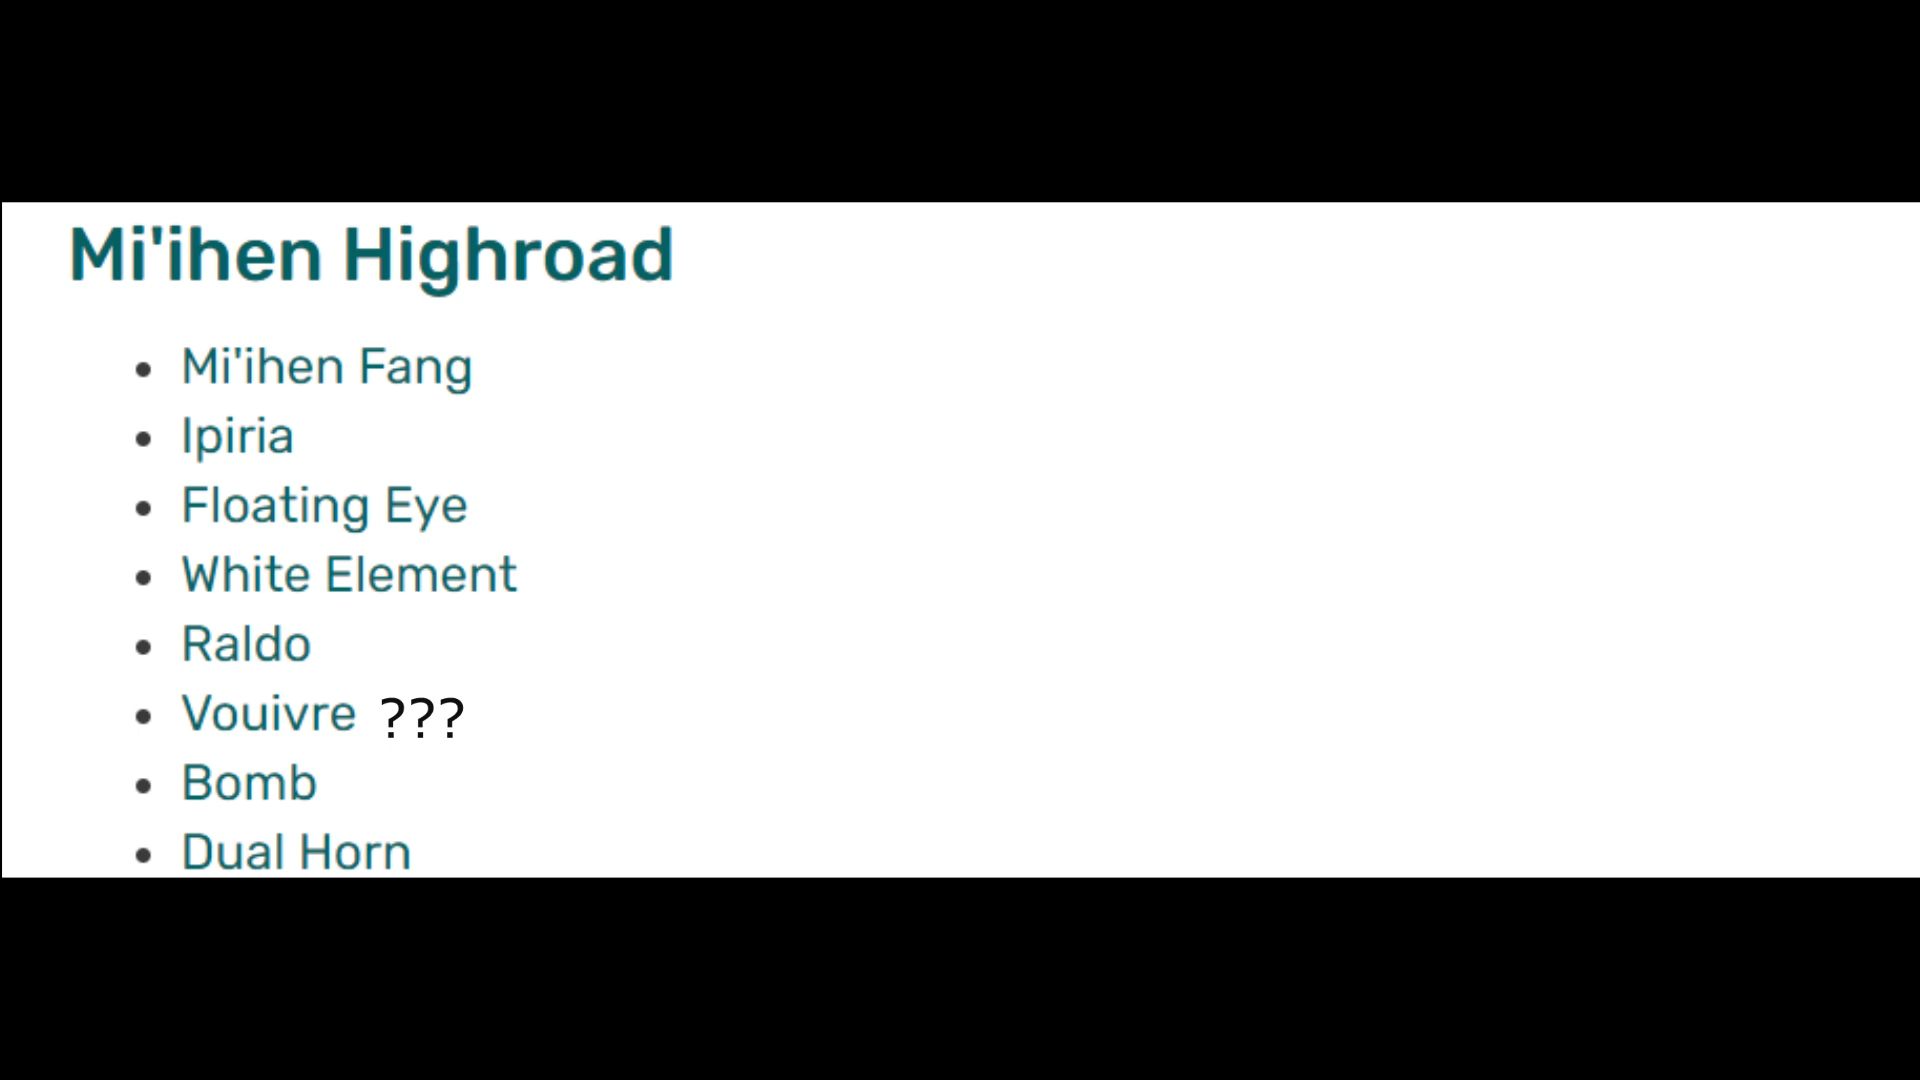 Mi'ihen Highroad
Mi'ihen Fang
Ipiria
Floating Eye
White Element
Raldo
Vouivre ???
Bomb
Dual Horn